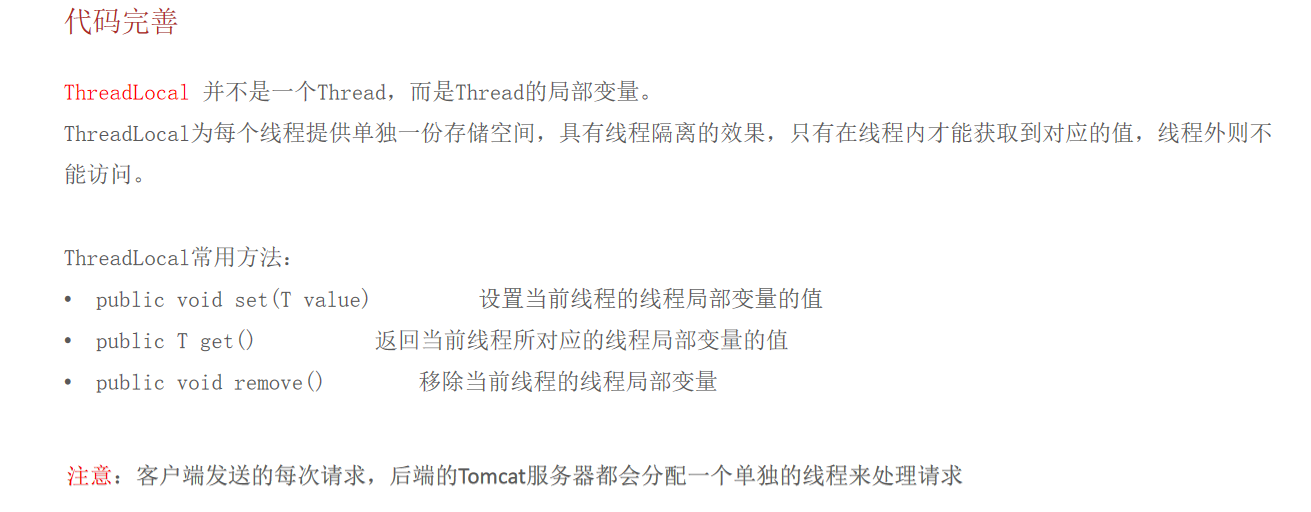 代码完善
ThreadLocal 并不是一个Thread，而是Thread的局部变量。
ThreadLocal为每个线程提供单独一份存储空间，具有线程隔离的效果，只有在线程内才能获取到对应的值，线程外则不
能访问。
ThreadLocal常用方法：
• public void set(T value) 设置当前线程的线程局部变量的值
• public T get() 返回当前线程所对应的线程局部变量的值
• public void remove() 移除当前线程的线程局部变量
注意：客户端发送的每次请求，后端的Tomcat服务器都会分配一个单独的线程来处理请求